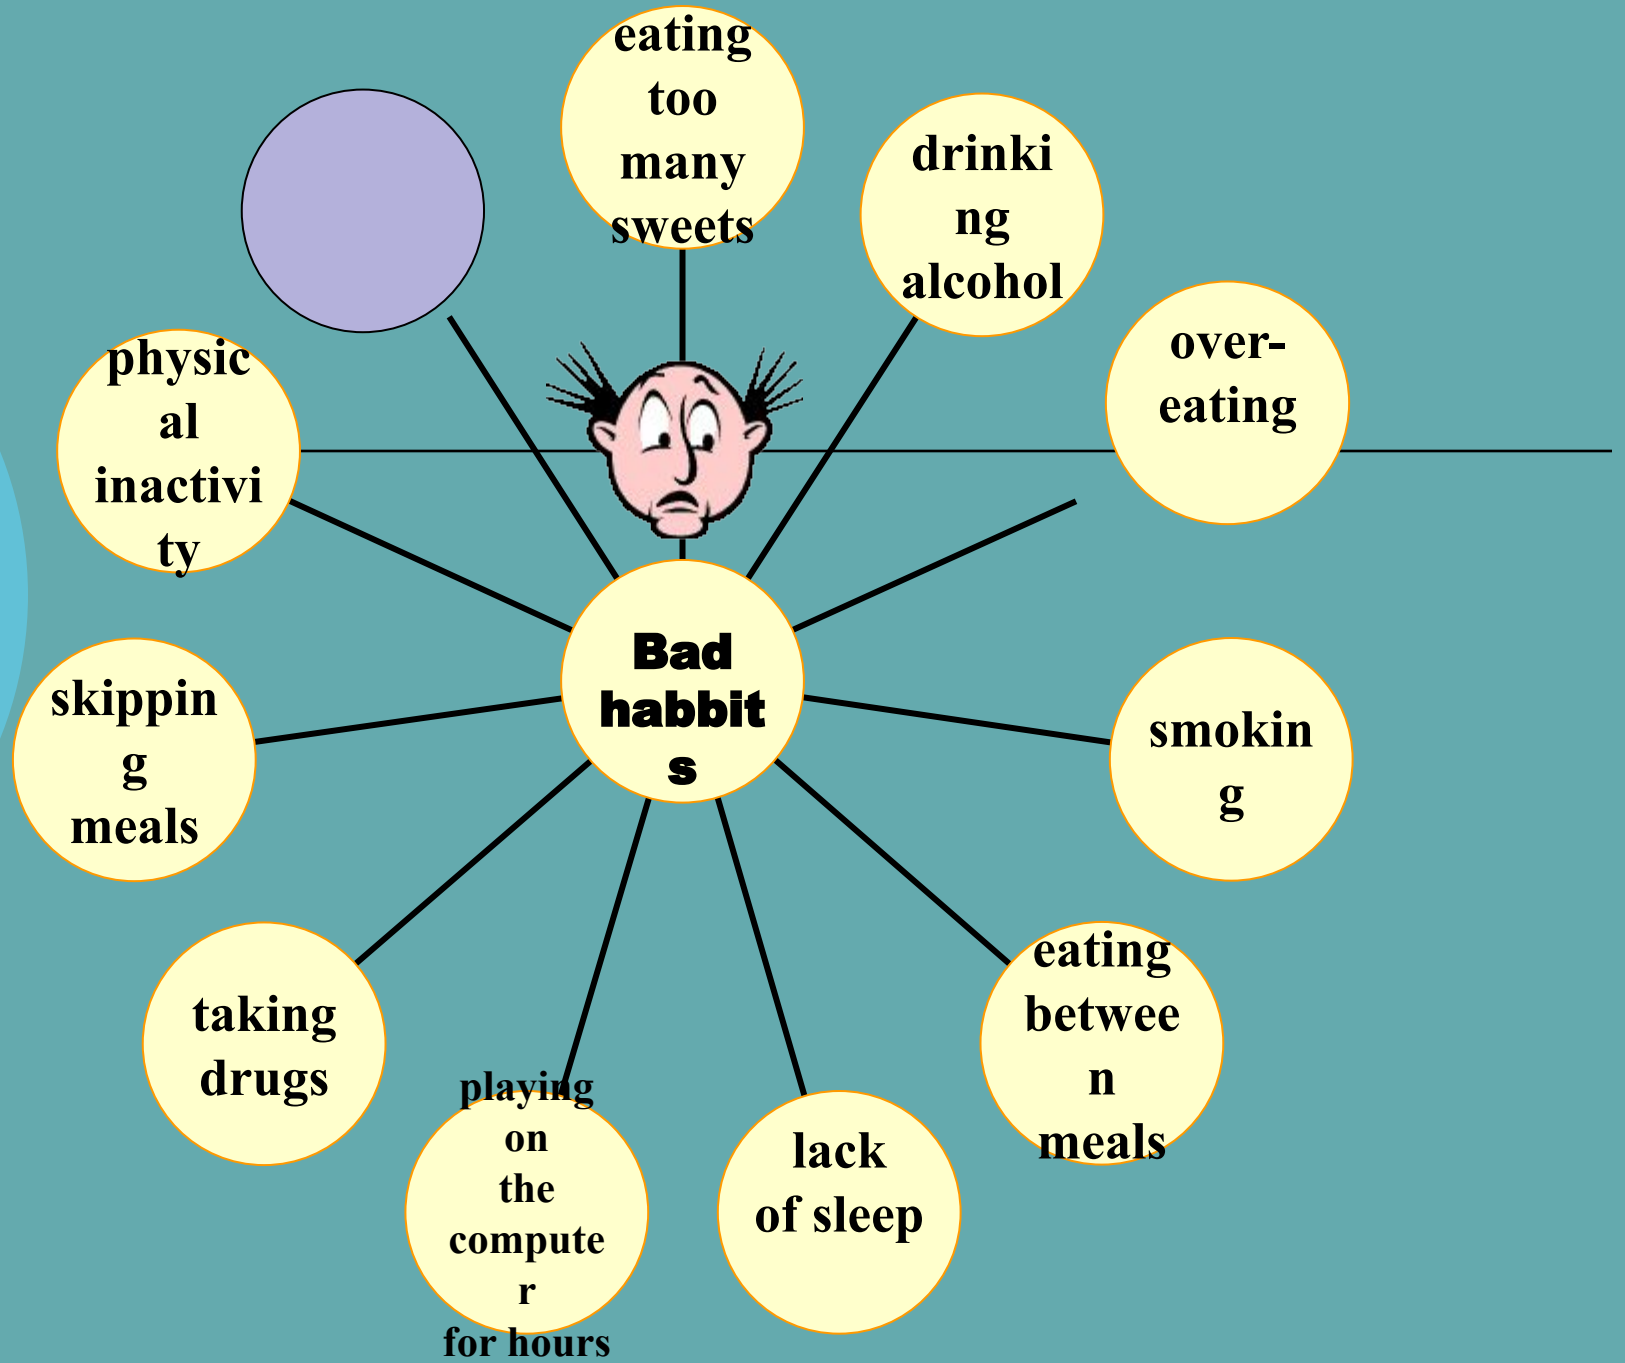 eating
too
many
sweets
drinki
ng
alcohol
over-
eating
physic
al
inactivi
ty
Bad
habbit
s
skippin
g
meals
smokin
g
taking
drugs
eating
betwee
n
meals
playing
on
the
compute
r
for hours
lack
of sleep